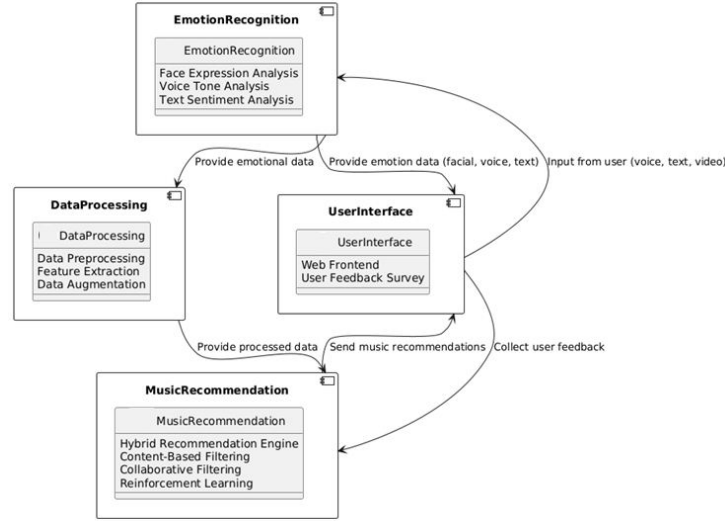 EmotionRecognition
EmotionRecognition
Face Expression Analysis
Voice Tone Analysis
Text Sentiment Analysis
Provide emotional data
Provide emotion data (facial, voice, text)
Input from user (voice, text, video)
DataProcessing
DataProcessing
Data Preprocessing
Feature Extraction
Data Augmentation
UserInterface
UserInterface
Web Frontend
User Feedback Survey
Provide processed data
Send music recommendations
Collect user feedback
MusicRecommendation
MusicRecommendation
Hybrid Recommendation Engine
Content-Based Filtering
Collaborative Filtering
Reinforcement Learning